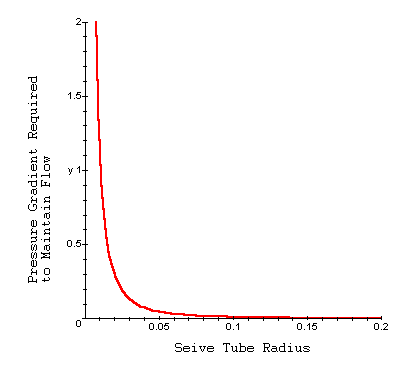 Pressure Gradient Required
to Maintain Flow
2
1.5
y 1
0.5
0
0.05 0.1 0.15 0.2
Seive Tube Radius